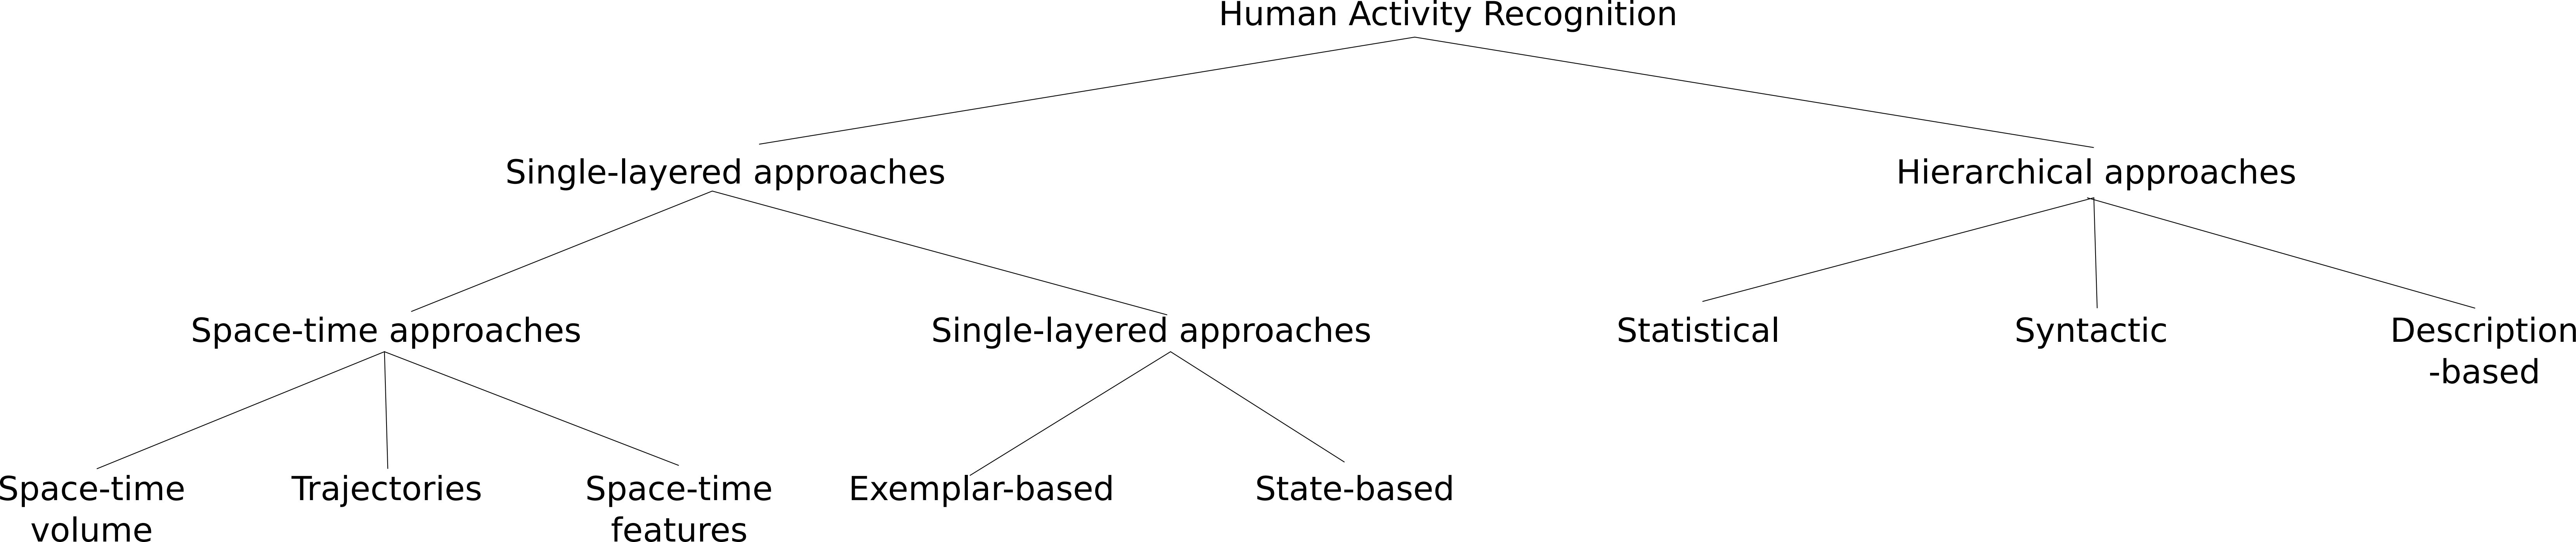 Human Activity Recognition
Single-layered approaches
Hierarchical approaches
Space-time approaches
Single-layered approaches
Statistical
Syntactic
Description
-based
Space-time
volume
Trajectories
Space-time
features
Exemplar-based
State-based